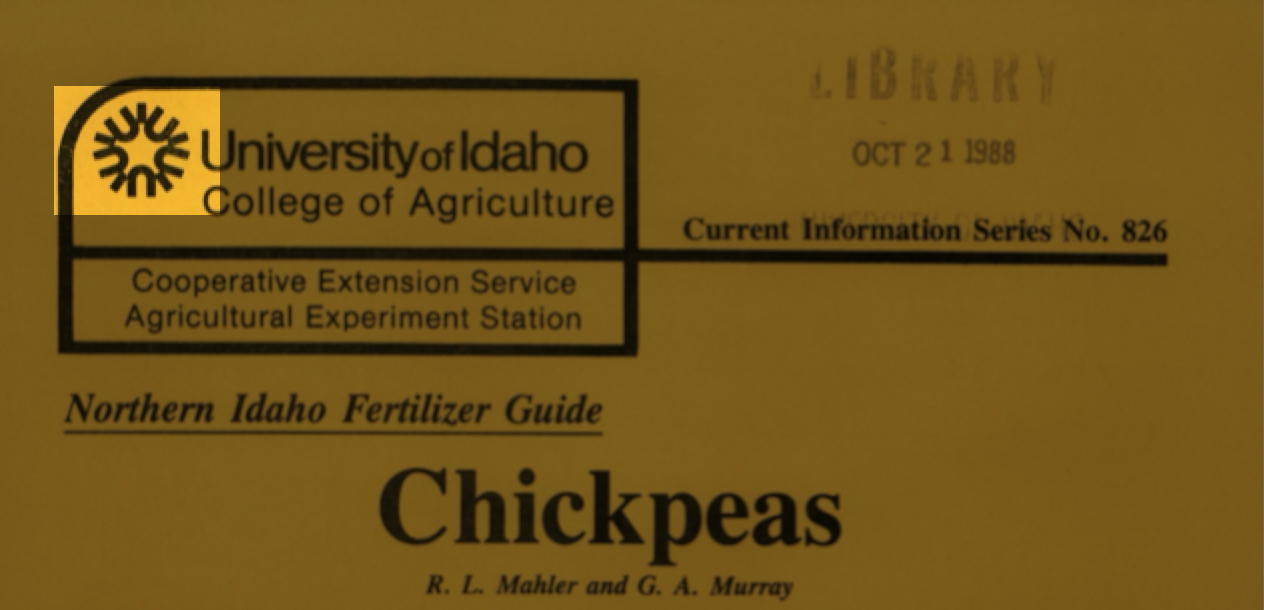 LIBRARY
OCT 21 1988
University of Idaho
College of Agriculture
Current Information Series No. 826
Cooperative Extension Service
Agricultural Experiment Station
Northern Idaho Fertilizer Guide
Chickpeas
R. L. Mahler and G. A. Murray